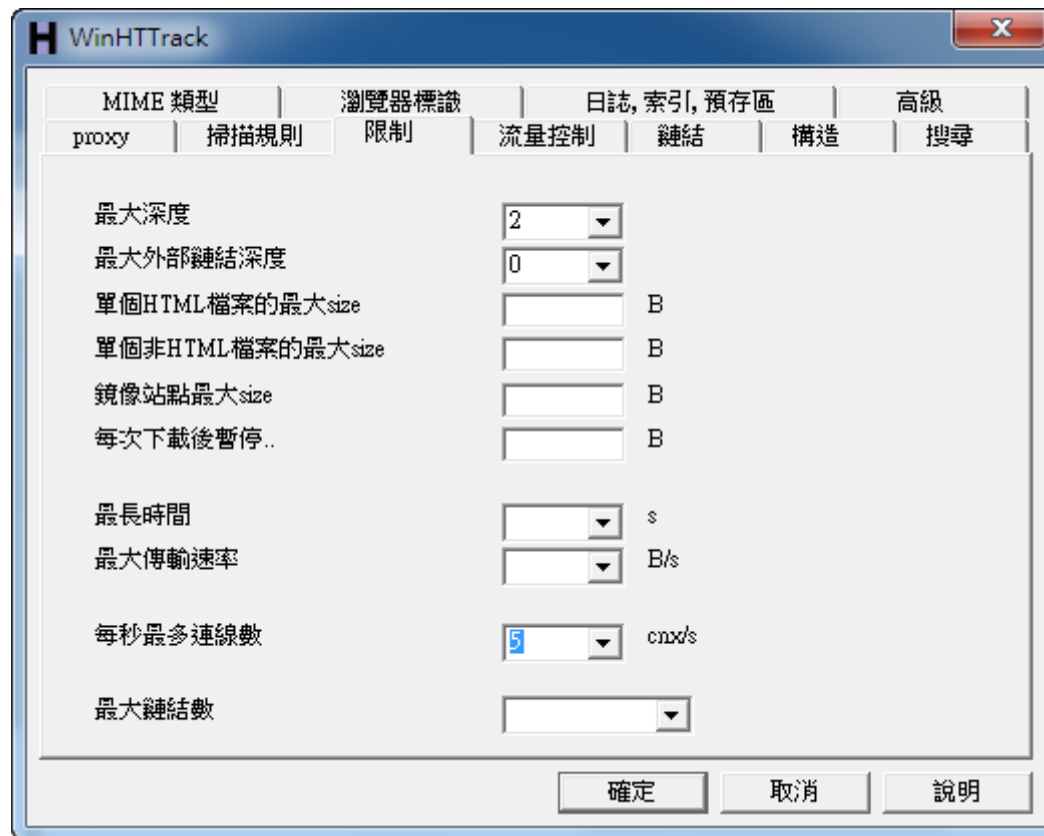 WinHTTrack
MIME 類型
瀏覽器標識
日誌, 索引, 預存區
高級
proxy
掃描規則
限制
流量控制
鏈結
構造
搜尋
最大深度
2
最大外部鏈結深度
0
單個HTML檔案的最大size
B
單個非HTML檔案的最大size
B
鏡像站點最大size
B
每次下載後暫停..
B
最長時間
s
最大傳輸速率
B/s
每秒最多連線數
5
cnx/s
最大鏈結數
確定
取消
說明